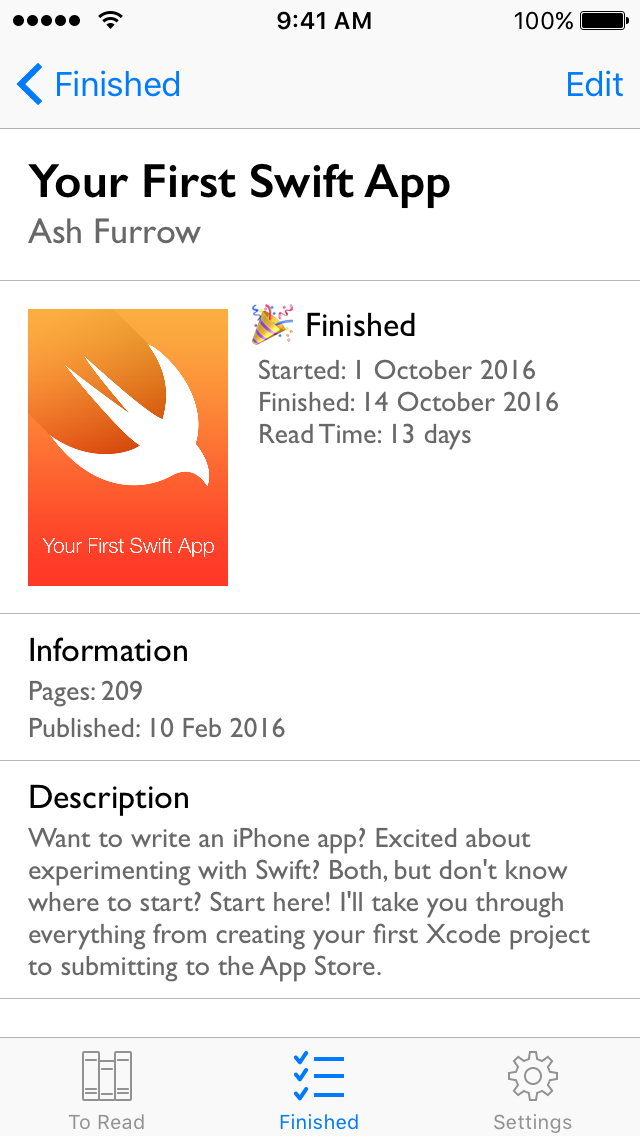 9:41 AM
100%
Finished
Edit
Your First Swift App
Ash Furrow
Finished
Started: 1 October 2016
Finished: 14 October 2016
Read Time: 13 days
Your First Swift App
Information
Pages: 209
Published: 10 Feb 2016
Description
Want to write an iPhone app? Excited about
experimenting with Swift? Both, but don't know
where to start? Start here! I'll take you through
everything from creating your first Xcode project
to submitting to the App Store.
To Read
Finished
Settings